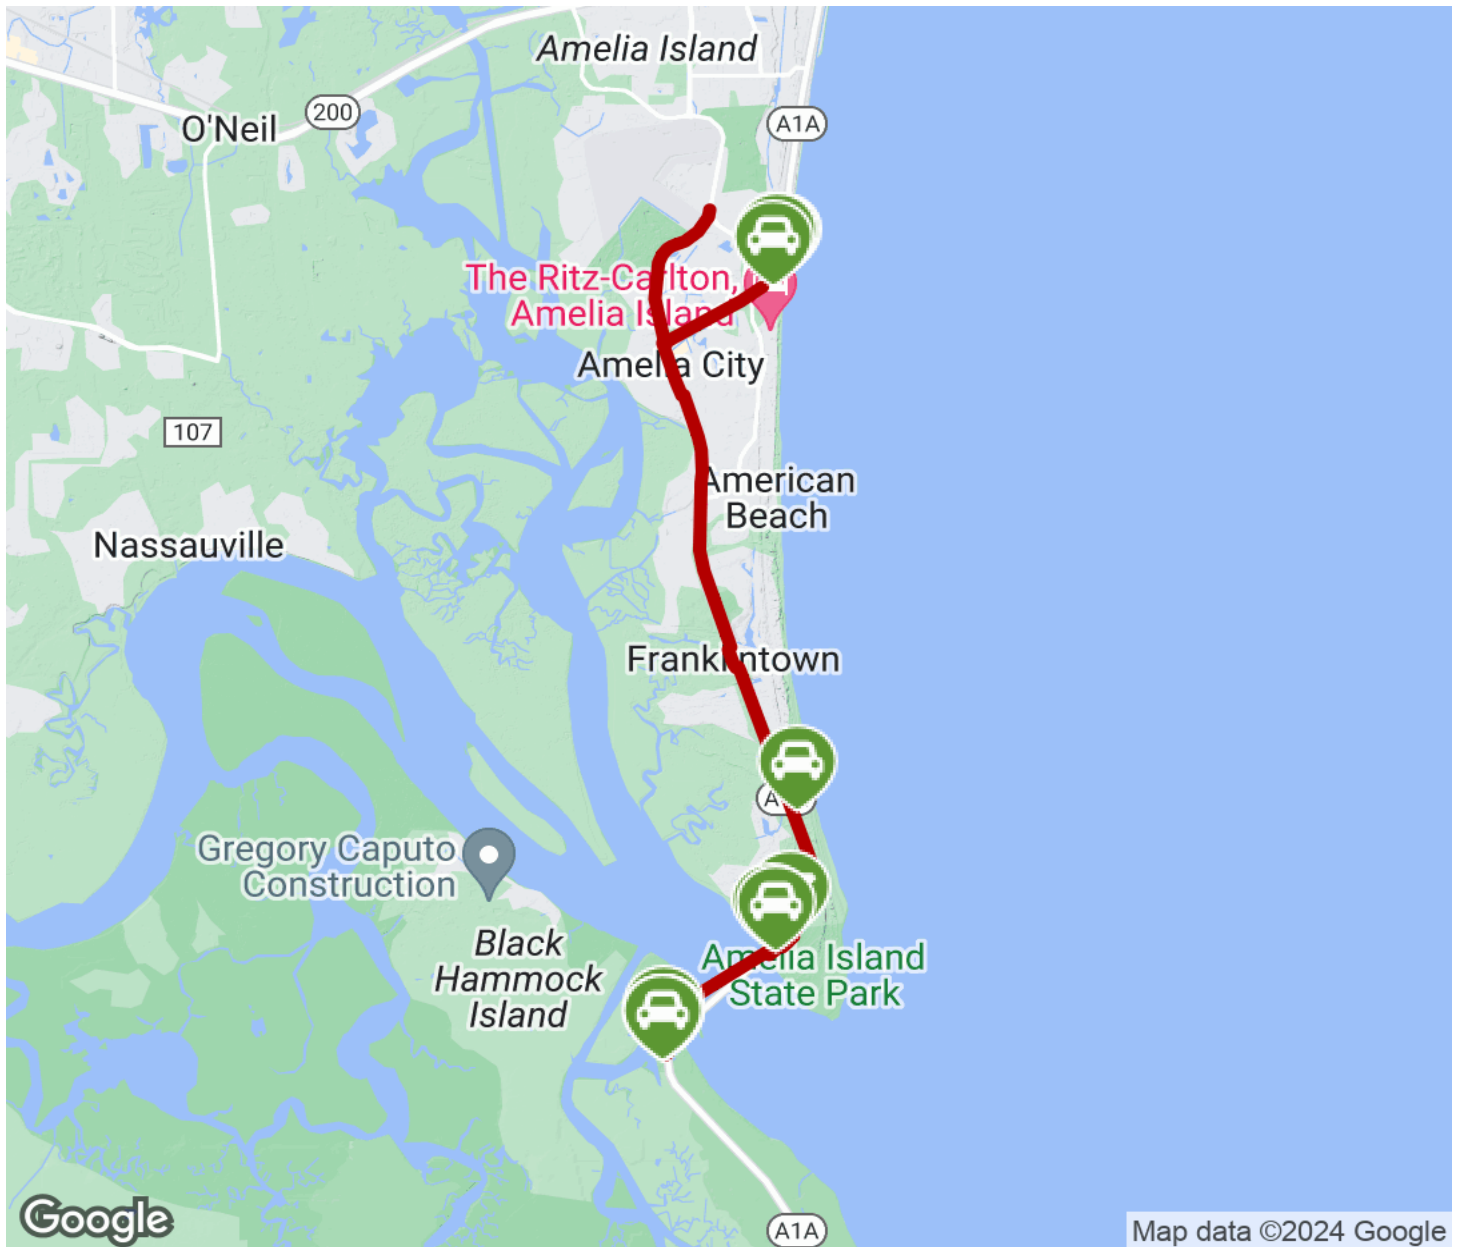 Amelia Island
200
A1A
O'Neil
The Ritz-Carlton,
Amelia Island
Amelia City
107
American
Beach
Nassauville
Franklintown
Gregory Caputo
Construction
Black
Hammock
Island
Amelia Island
State Park
A1A
Google
Map data ©2024 Google